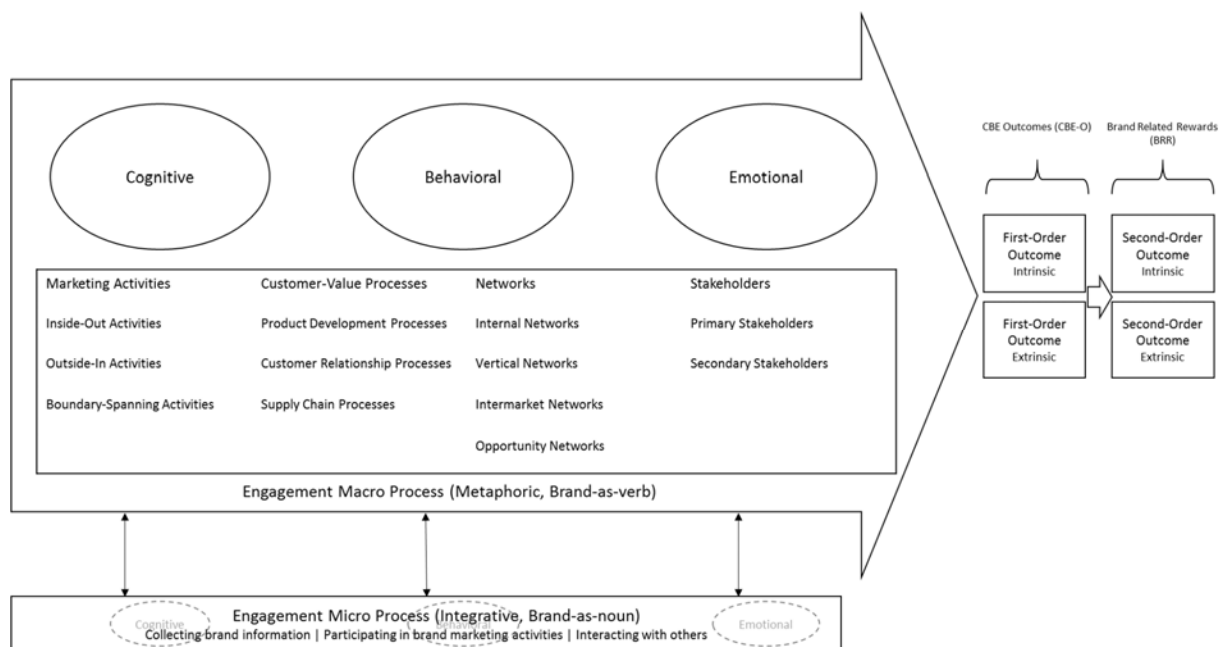 Cognitive
Behavioral
Emotional
Marketing Activities
Inside-Out Activities
Outside-In Activities
Boundary-Spanning Activities
Customer-Value Processes
Product Development Processes
Customer Relationship Processes
Supply Chain Processes
Networks
Internal Networks
Vertical Networks
Intermarket Networks
Opportunity Networks
Stakeholders
Primary Stakeholders
Secondary Stakeholders
Engagement Macro Process (Metaphoric, Brand-as-verb)
CBE Outcomes (CBE-O)
Brand Related Rewards
(BRR)
First-Order
Outcome
Intrinsic
Second-Order
Outcome
Intrinsic
First-Order
Outcome
Extrinsic
Second-Order
Outcome
Extrinsic
Engagement Micro Process (Integrative, Brand-as-noun)
Cognitive
Behavioral
Emotional
Collecting brand information | Participating in brand marketing activities | Interacting with others